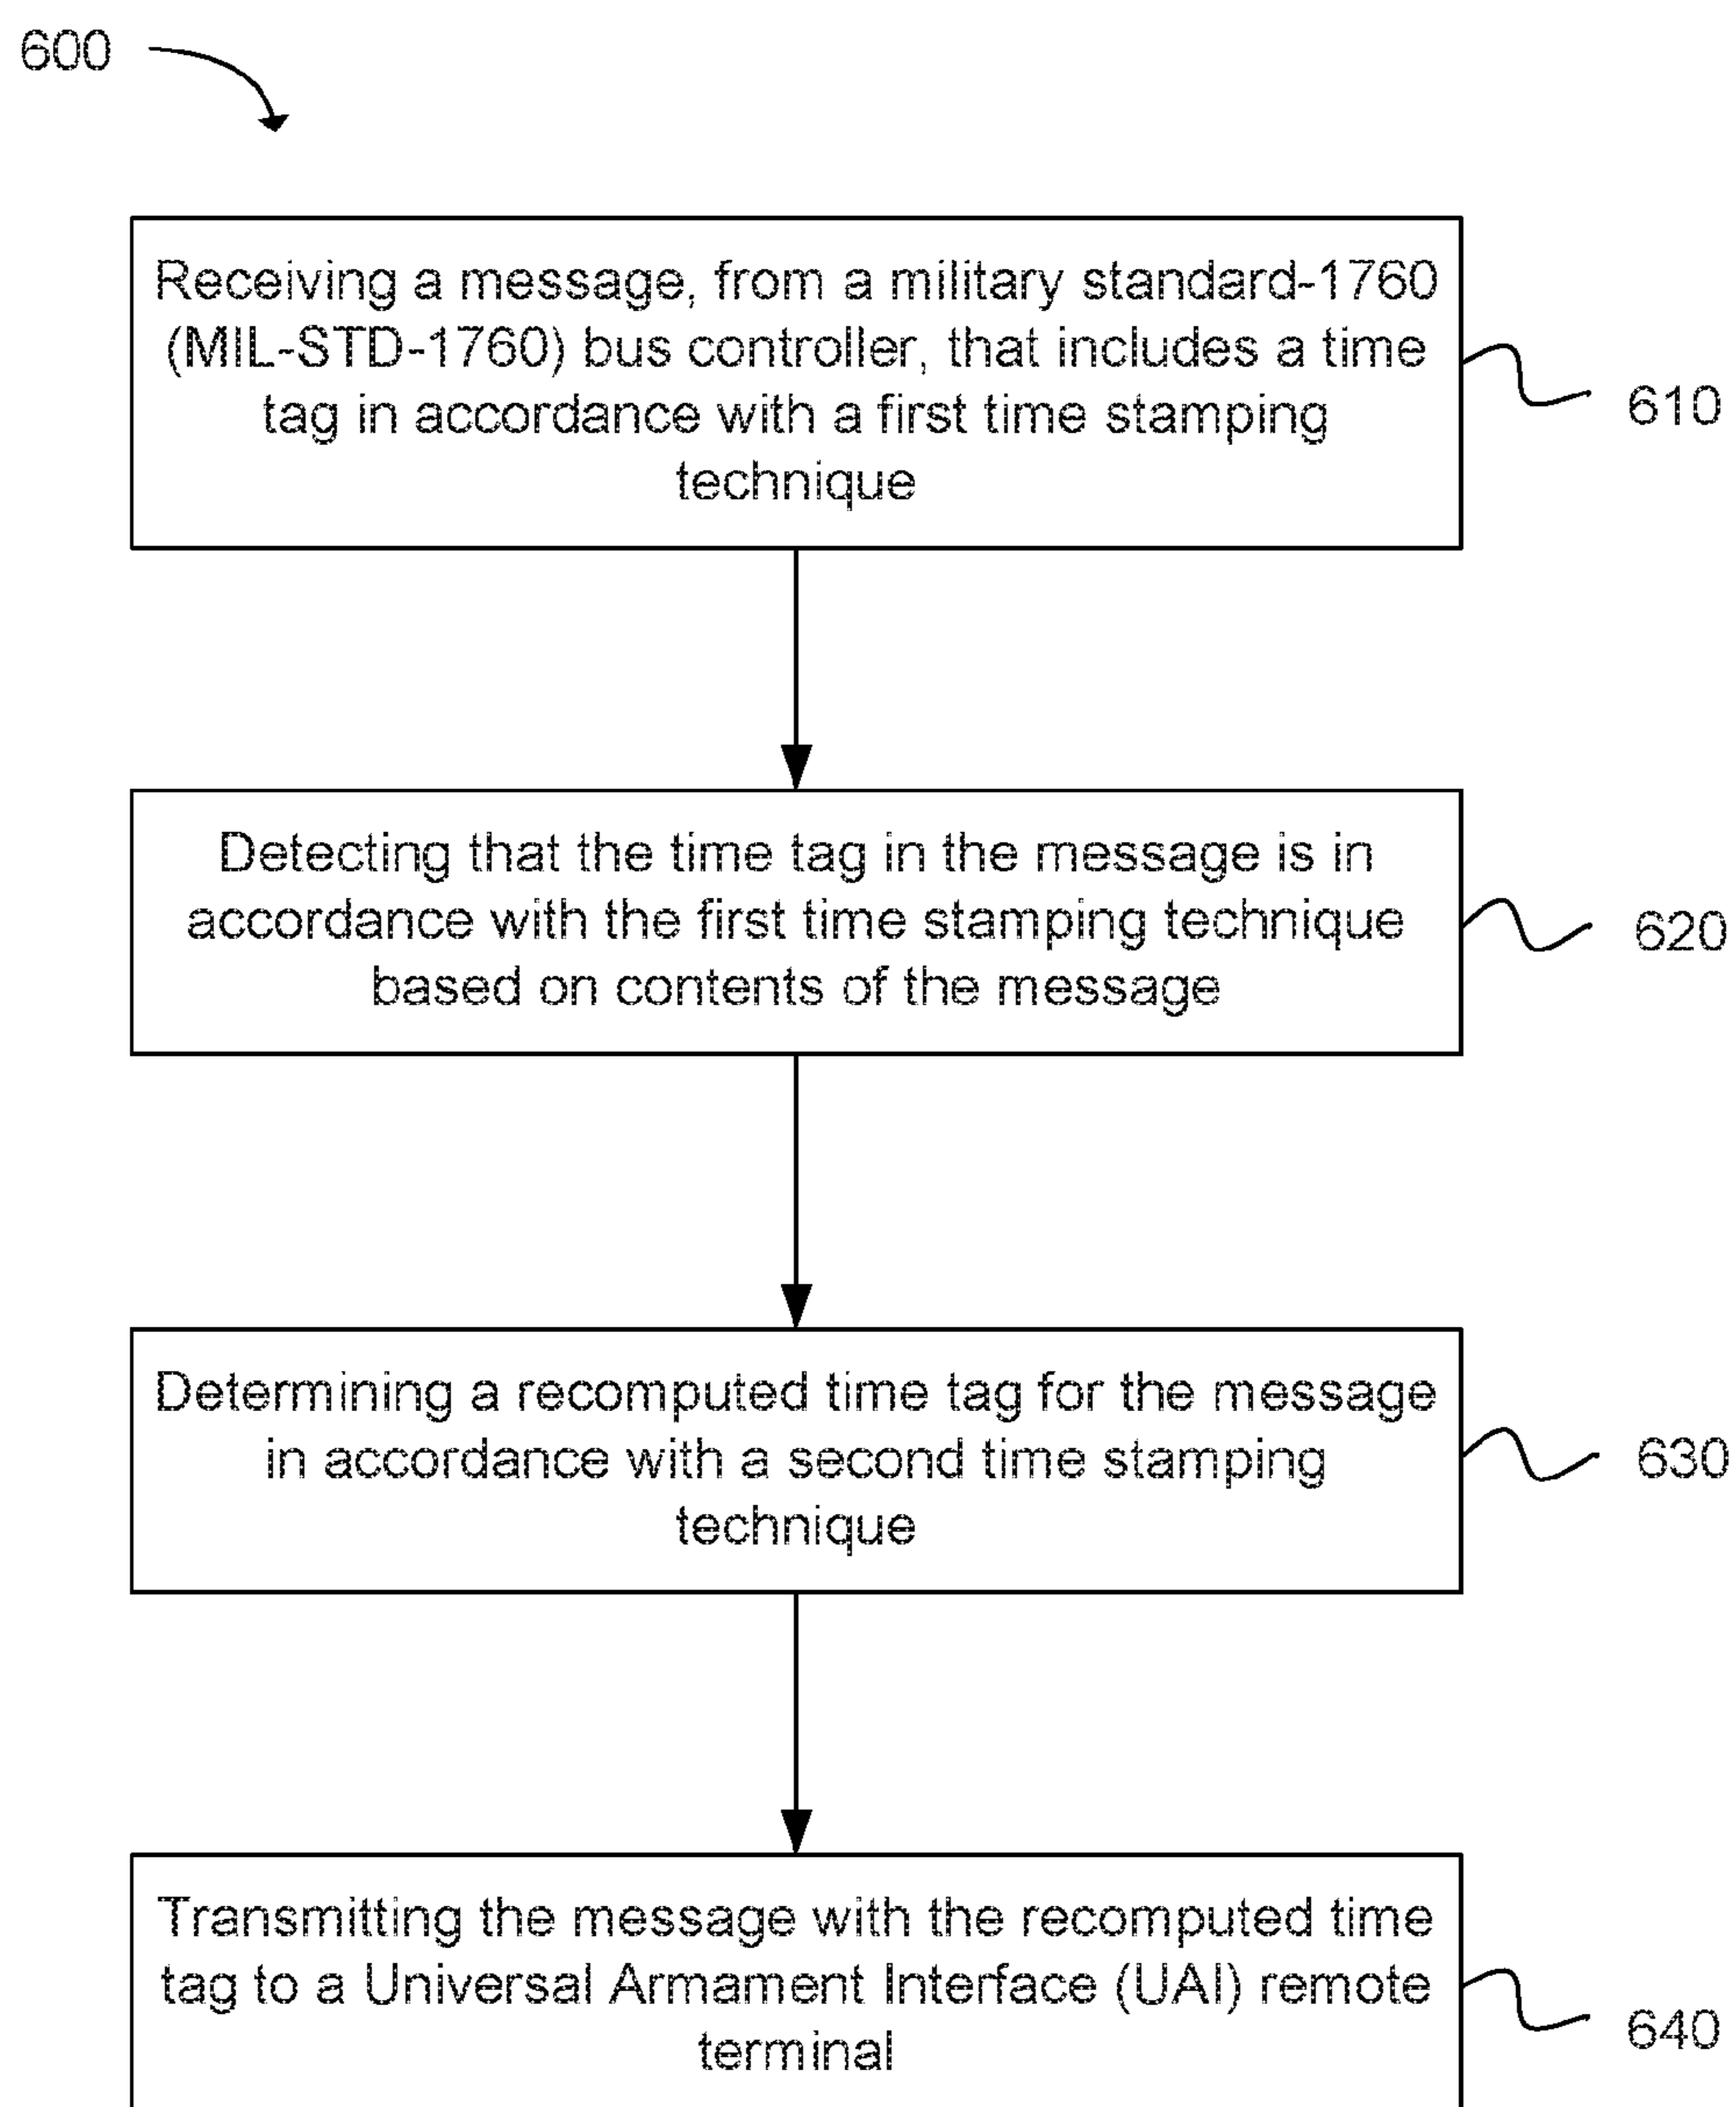 600
Receiving a message, from a military standard-1760
(MIL-STD-1760) bus controller, that includes a time
tag in accordance with a first time stamping
technique
610
Detecting that the time tag in the message is in
accordance with the first time stamping technique
based on contents of the message
620
Determining a recomputed time tag for the message
in accordance with a second time stamping
technique
630
Transmitting the message with the recomputed time
tag to a Universal Armament Interface (UAI) remote
terminal
640